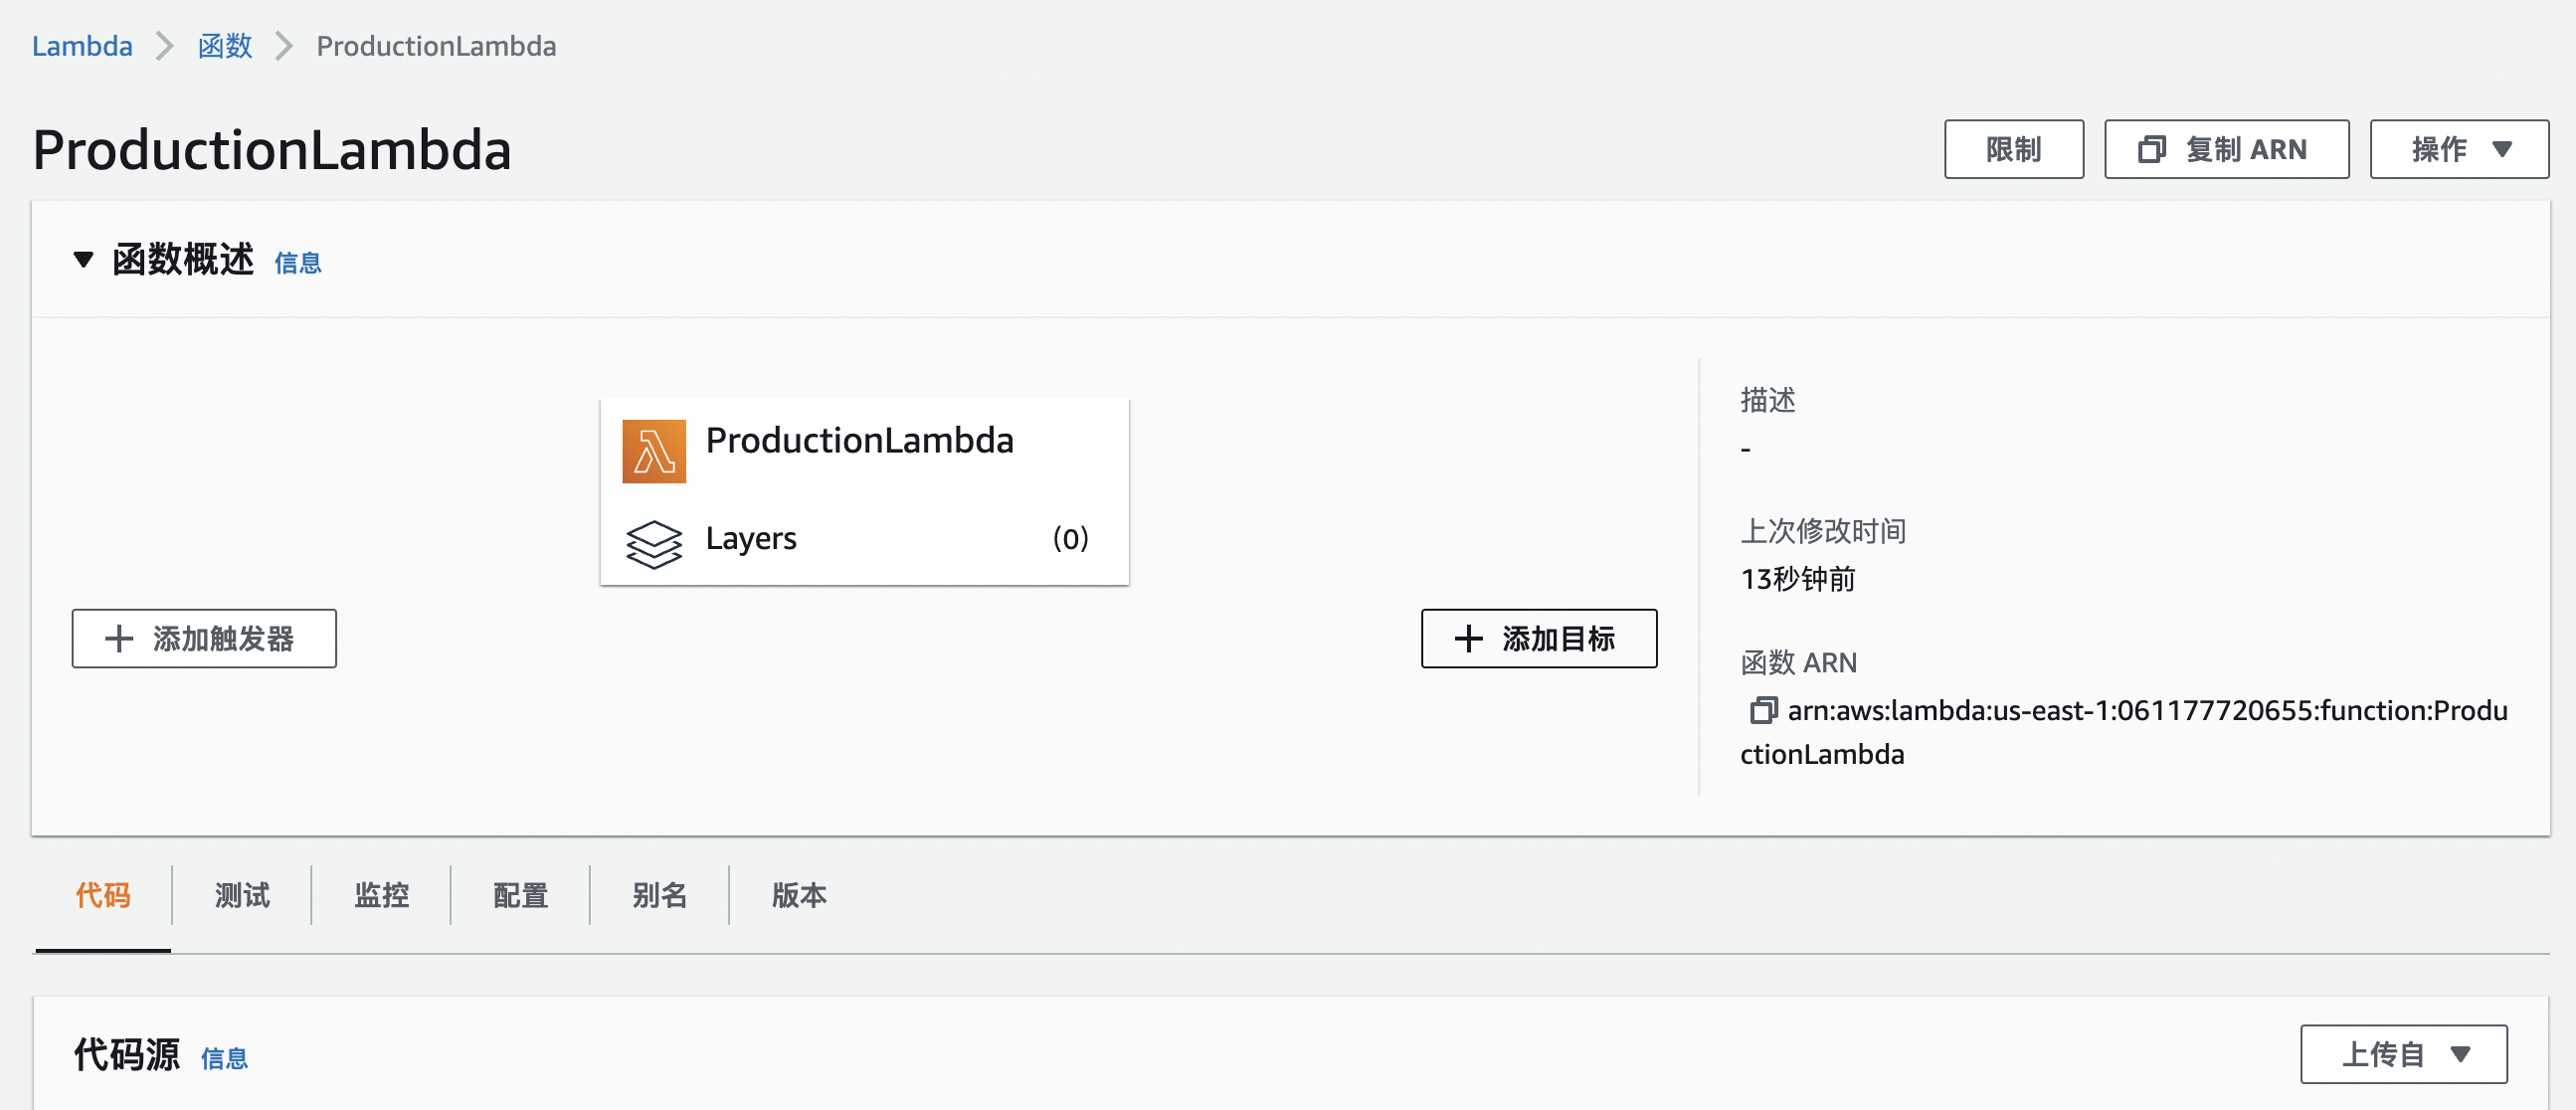 Lambda 函数 ProductionLambda
ProductionLambda
限制 复制 ARN 操作
函数概述 信息
ProductionLambda
Layers (0)
添加触发器
添加目标
描述
-
上次修改时间
13秒钟前
函数 ARN
arn:aws:lambda:us-east-1:061177720655:function:Produ
ctionLambda
代码 测试 监控 配置 别名 版本
代码源 信息
上传自